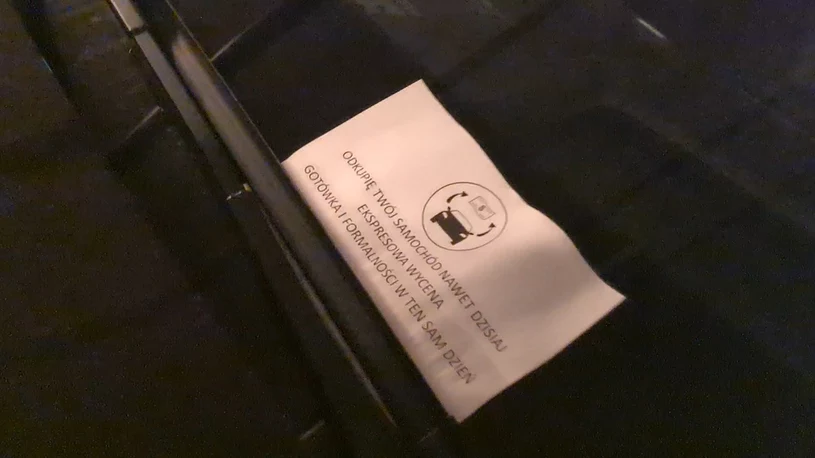 ODKUPIĘ TWÓJ SAMOCHÓD NAWET DZISIAJ
EKSPRESOWA WYCENA
GOTÓWKA I FORMALNOŚCI W TEN SAM DZIEŃ